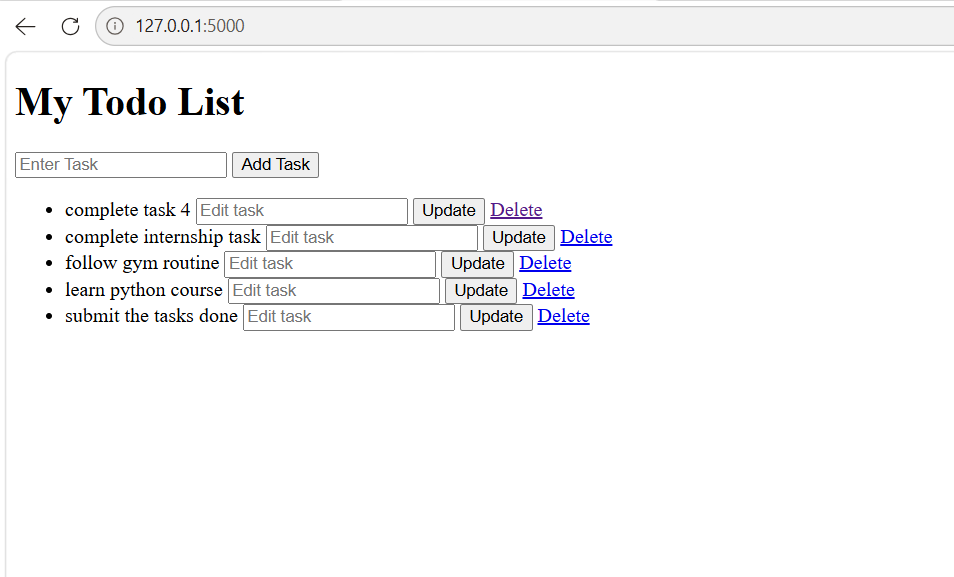 127.0.0.1:5000
My Todo List
Enter Task Add Task
complete task 4 Edit task Update Delete
complete internship task Edit task Update Delete
follow gym routine Edit task Update Delete
learn python course Edit task Update Delete
submit the tasks done Edit task Update Delete